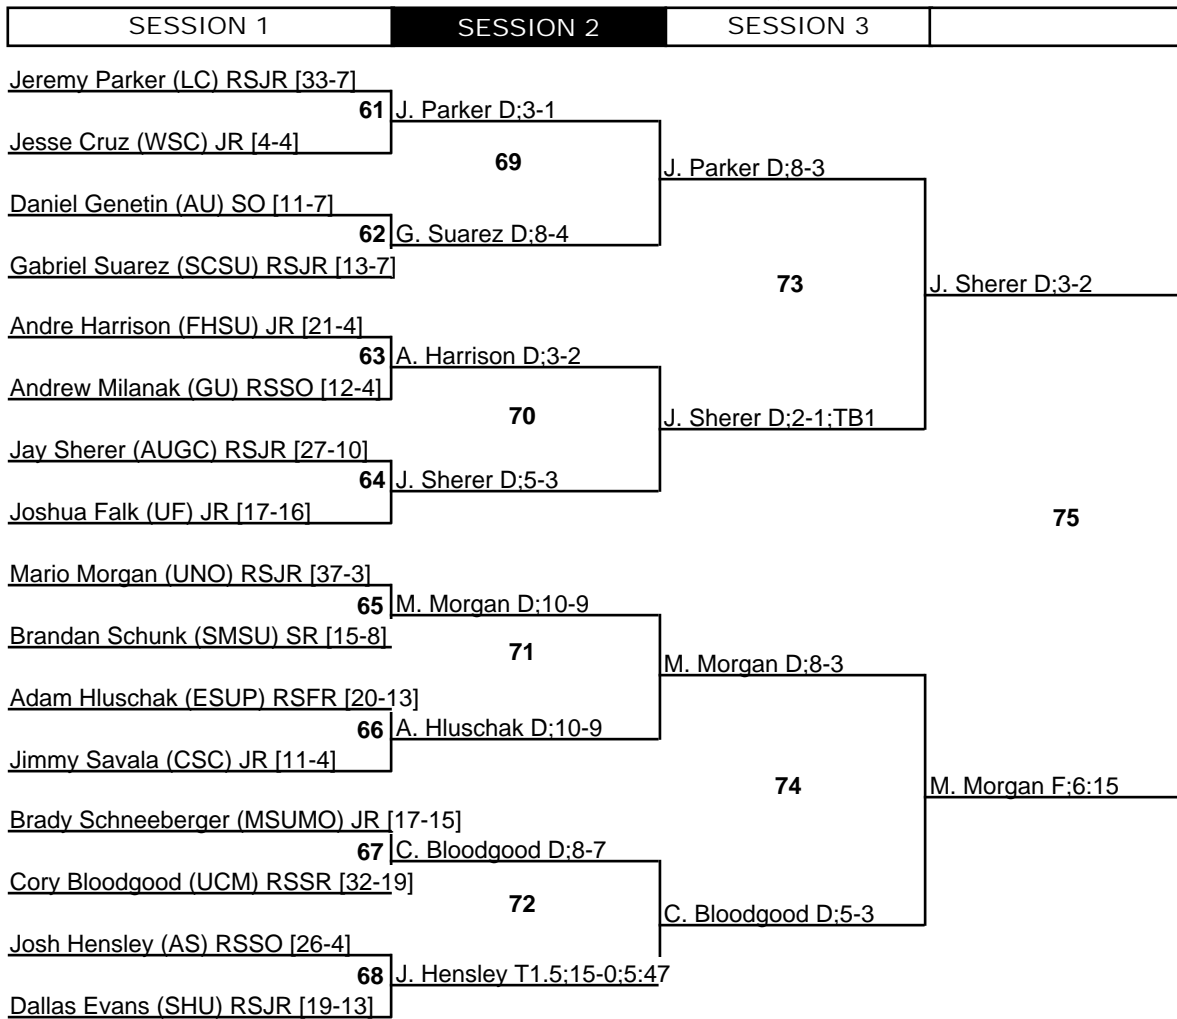 SESSION 1 SESSION 2 SESSION 3
Jeremy Parker (LC) RSJR [33-7]
61 J. Parker D;3-1
Jesse Cruz (WSC) JR [4-4]
69
J. Parker D;8-3
Daniel Genetin (AU) SO [11-7]
62 G. Suarez D;8-4
Gabriel Suarez (SCSU) RSJR [13-7]
73
J. Sherer D;3-2
Andre Harrison (FHSU) JR [21-4]
63 A. Harrison D;3-2
Andrew Milanak (GU) RSSO [12-4]
70
J. Sherer D;2-1;TB1
Jay Sherer (AUGC) RSJR [27-10]
64 J. Sherer D;5-3
Joshua Falk (UF) JR [17-16]
75
Mario Morgan (UNO) RSJR [37-3]
65 M. Morgan D;10-9
Brandan Schunk (SMSU) SR [15-8]
71
M. Morgan D;8-3
Adam Hluschak (ESUP) RSFR [20-13]
66 A. Hluschak D;10-9
Jimmy Savala (CSC) JR [11-4]
74
M. Morgan F;6:15
Brady Schneeberger (MSUMO) JR [17-15]
67 C. Bloodgood D;8-7
Cory Bloodgood (UCM) RSSR [32-19]
72
C. Bloodgood D;5-3
Josh Hensley (AS) RSSO [26-4]
68 J. Hensley T1.5;15-0;5:47
Dallas Evans (SHU) RSJR [19-13]